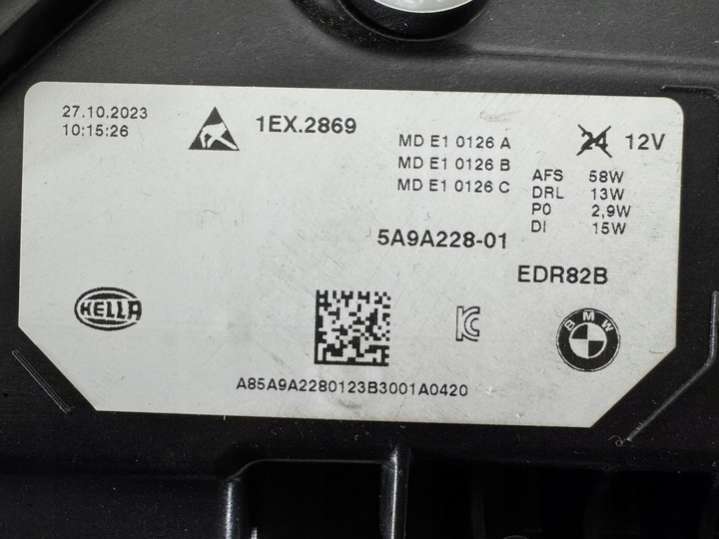 27.10.2023
10:15:26
1EX.2869
MD E1 0126 A
MD E1 0126 B
MD E1 0126 C
24 12V
AFS 58W
DRL 13W
P0 2,9W
DI 15W
5A9A228-01
EDR82B
HELLA
KC
BMW
A85A9A2280123B3001A0420